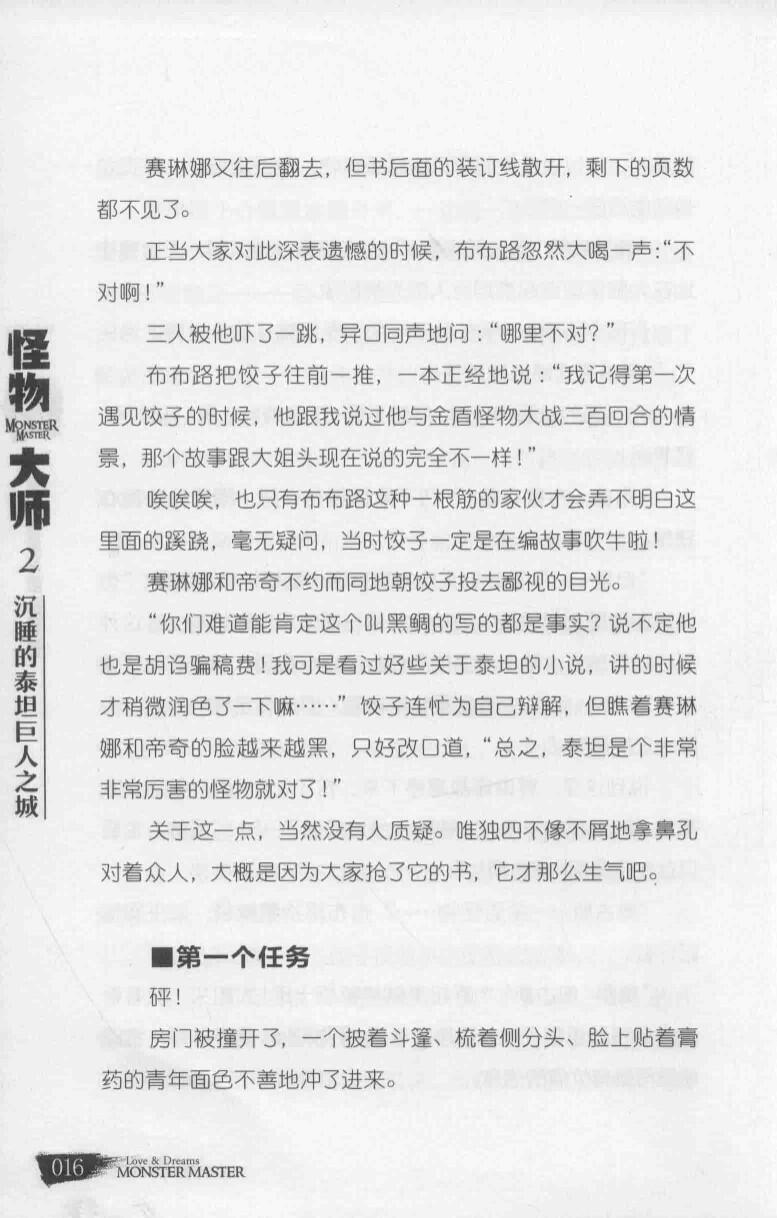 赛琳娜又往后翻去，但书后面的装订线散开，剩下的页数
都不见了。
正当大家对此深表遗憾的时候，布布路忽然大喝一声：“不
对啊！”
三人被他吓了一跳，异口同声地问：“哪里不对？”
布布路把饺子往前一推，一本正经地说：“我记得第一次
遇见饺子的时候，他跟我说过他与金盾怪物大战三百回合的情
景，那个故事跟大姐头现在说的完全不一样！”
唉唉唉，也只有布布路这种一根筋的家伙才会弄不明白这
里面的蹊跷，毫无疑问，当时饺子一定是在编故事吹牛啦！
赛琳娜和帝奇不约而同地朝饺子投去鄙视的目光。
“你们难道能肯定这个叫黑鲷的写的都是事实？说不定他
也是胡诌骗稿费！我可是看过好些关于泰坦的小说，讲的时候
才稍微润色了一下嘛……”饺子连忙为自己辩解，但瞧着赛琳
娜和帝奇的脸越来越黑，只好改口道，“总之，泰坦是个非常
非常厉害的怪物就对了！”
关于这一点，当然没有人质疑。唯独四不像不屑地拿鼻孔
对着众人，大概是因为大家抢了它的书，它才那么生气吧。
■第一个任务
砰！
房门被撞开了，一个披着斗篷、梳着侧分头、脸上贴着膏
药的青年面色不善地冲了进来。
怪物
MONSTER
MASTER
大师
2
沉睡的泰坦巨人之城
016
Love & Dreams
MONSTER MASTER